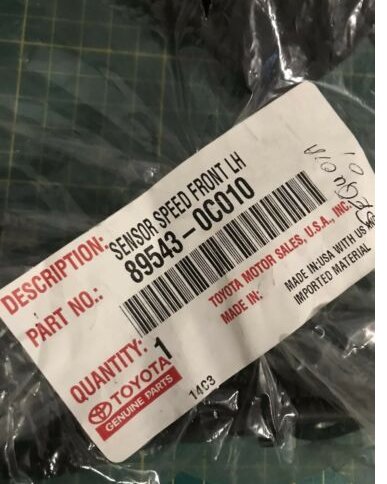 DESCRIPTION: SENSOR SPEED FRONT LH
PART NO.: 89543-0C010
TOYOTA MOTOR SALES, U.S.A., INC.
MADE IN: MADE IN:USA WITH US &
IMPORTED MATERIAL
QUANTITY: 1
TOYOTA
GENUINE PARTS
14C3